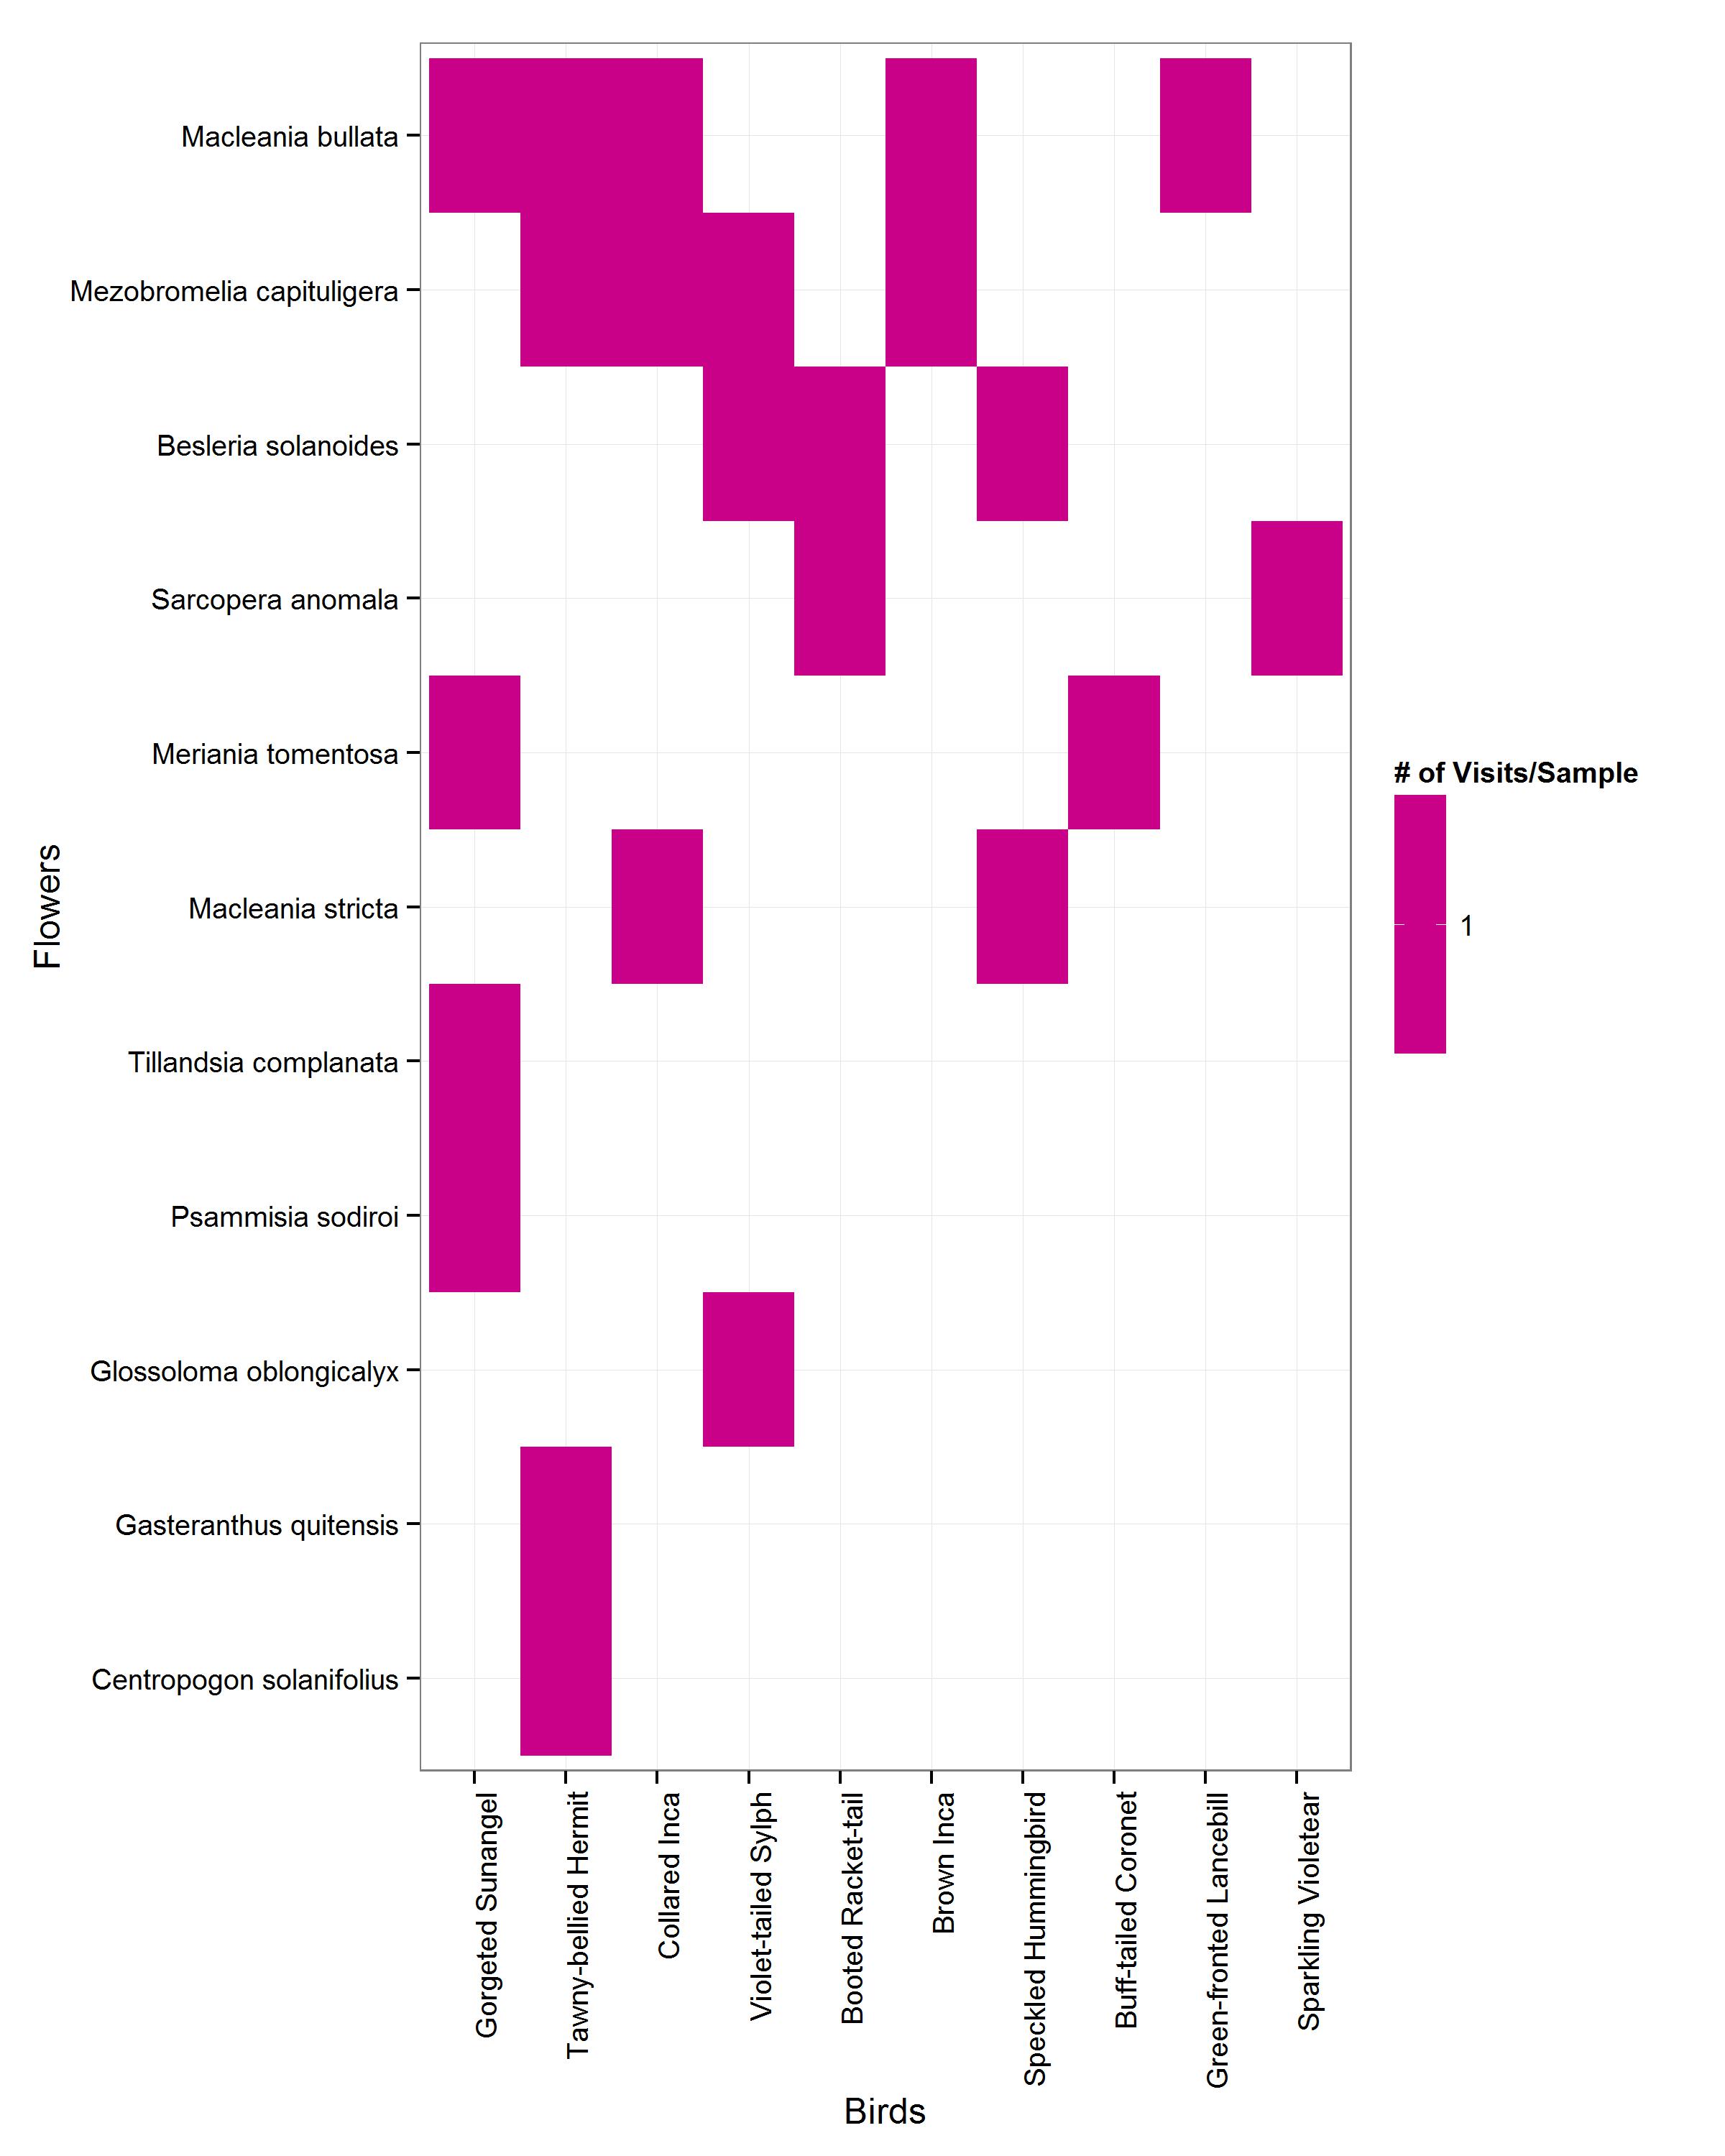 Macleania bullata
Mezobromelia capituligera
Besleria solanoides
Sarcopera anomala
Meriania tomentosa
Macleania stricta
Tillandsia complanata
Psammisia sodiroi
Glossoloma oblongicalyx
Gasteranthus quitensis
Centropogon solanifolius
Flowers
# of Visits/Sample
1
Gorgeted Sunangel
Tawny-bellied Hermit
Collared Inca
Violet-tailed Sylph
Booted Racket-tail
Brown Inca
Speckled Hummingbird
Buff-tailed Coronet
Green-fronted Lancebill
Sparkling Violetear
Birds